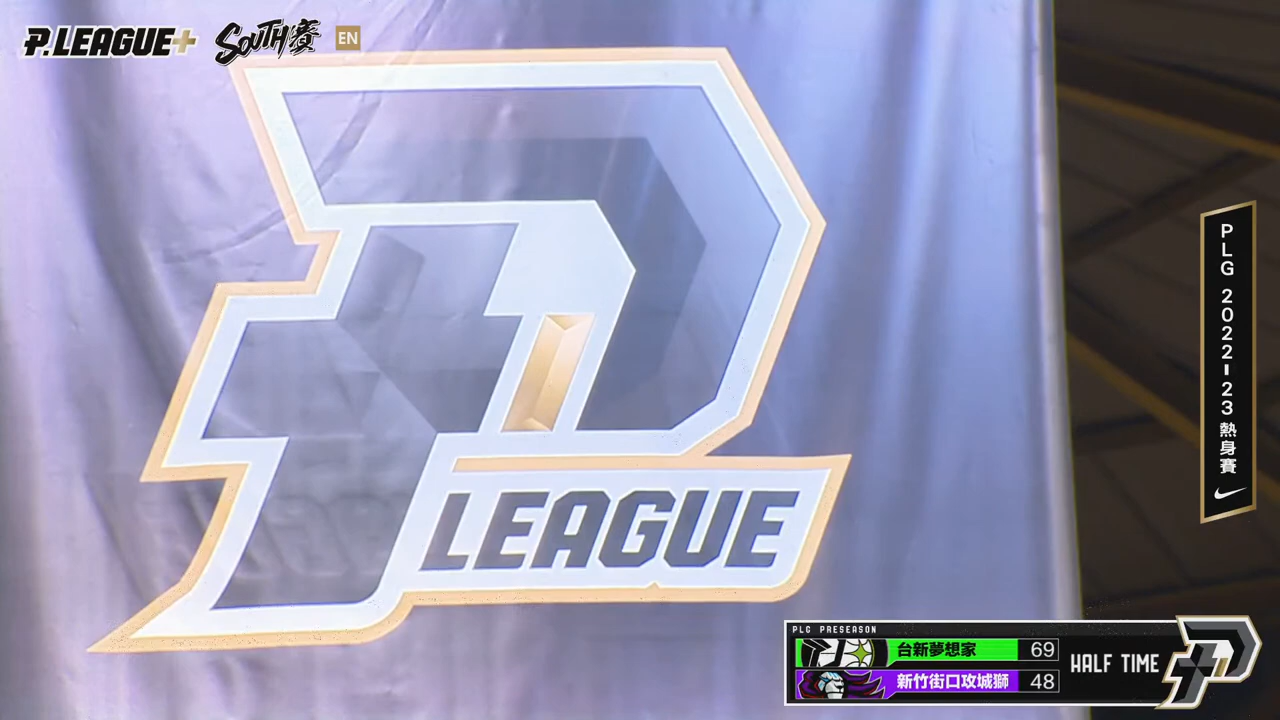 P.LEAGUE+ SOUTH賽 EN
P LEAGUE
PLG 2022-23 熱身賽
PLG PRESEASON
台新夢想家 69
新竹街口攻城獅 48
HALF TIME